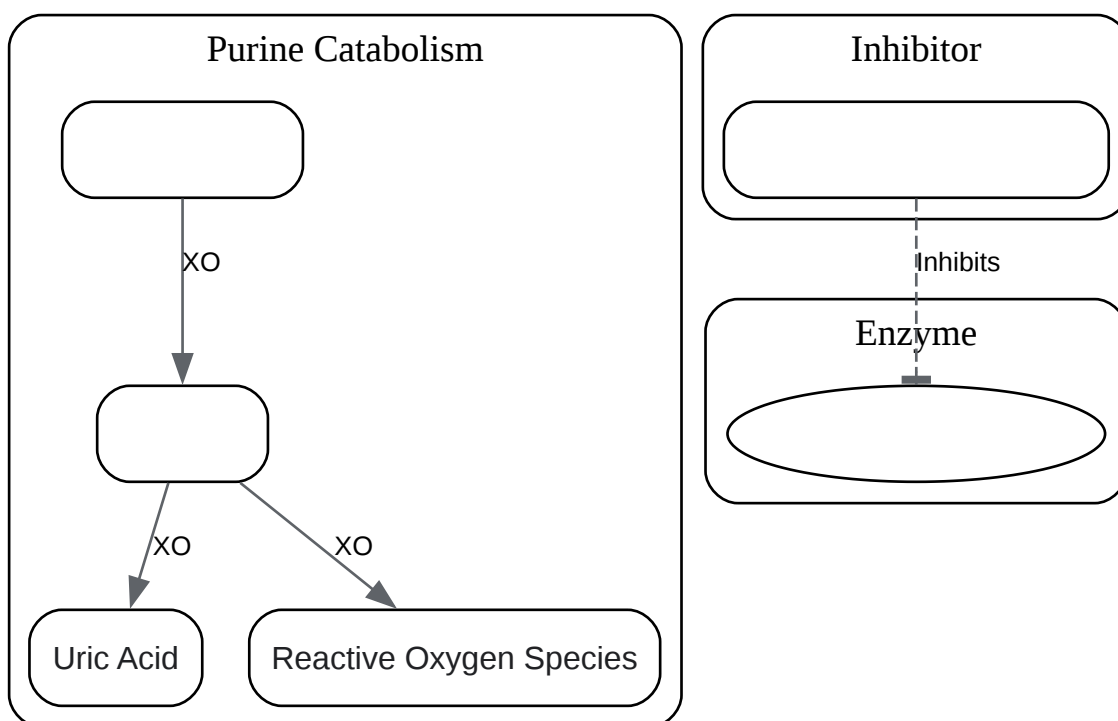 Purine Catabolism
XO
XO
XO
Uric Acid
Reactive Oxygen Species
Inhibitor
Inhibits
Enzyme